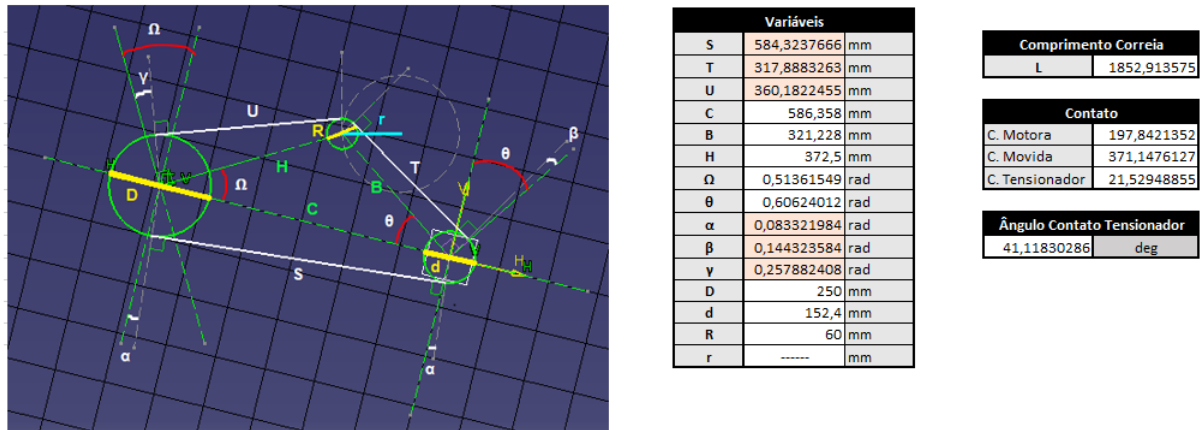 Ω
γ
U
R
r
β
θ
H
Ω
T
B
H
V
D
C
θ
V
S
d
H
H
α
α
Variáveis
S 584,3237666 mm
T 317,8883263 mm
U 360,1822455 mm
C 586,358 mm
B 321,228 mm
H 372,5 mm
Ω 0,51361549 rad
θ 0,60624012 rad
α 0,083321984 rad
β 0,144323584 rad
γ 0,257882408 rad
D 250 mm
d 152,4 mm
R 60 mm
r ------ mm
Comprimento Correia
L 1852,913575
Contato
C. Motora 197,8421352
C. Movida 371,1476127
C. Tensionador 21,52948855
Ângulo Contato Tensionador
41,11830286 deg